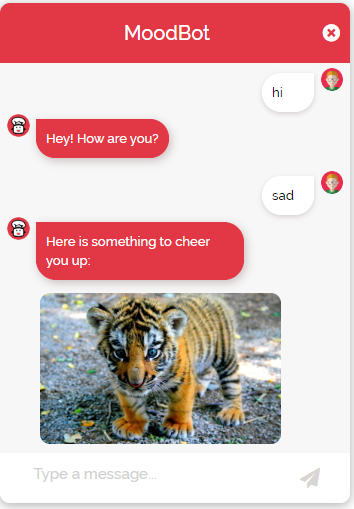 MoodBot
hi
Hey! How are you?
sad
Here is something to cheer
you up:
Type a message...